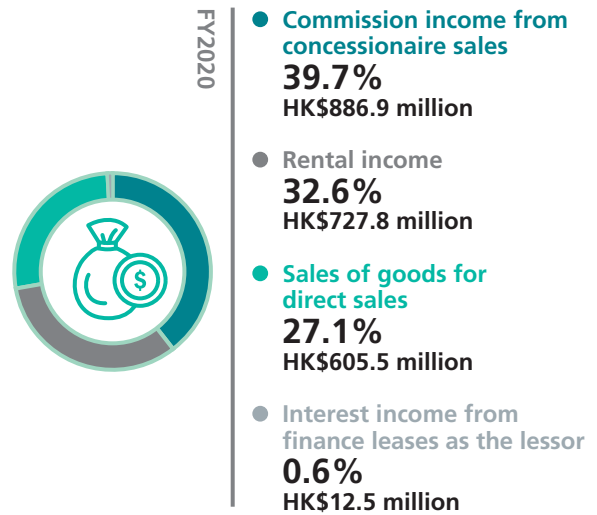 FY2020
Commission income from
concessionaire sales
39.7%
HK$886.9 million
Rental income
32.6%
HK$727.8 million
Sales of goods for
direct sales
27.1%
HK$605.5 million
Interest income from
finance leases as the lessor
0.6%
HK$12.5 million
$